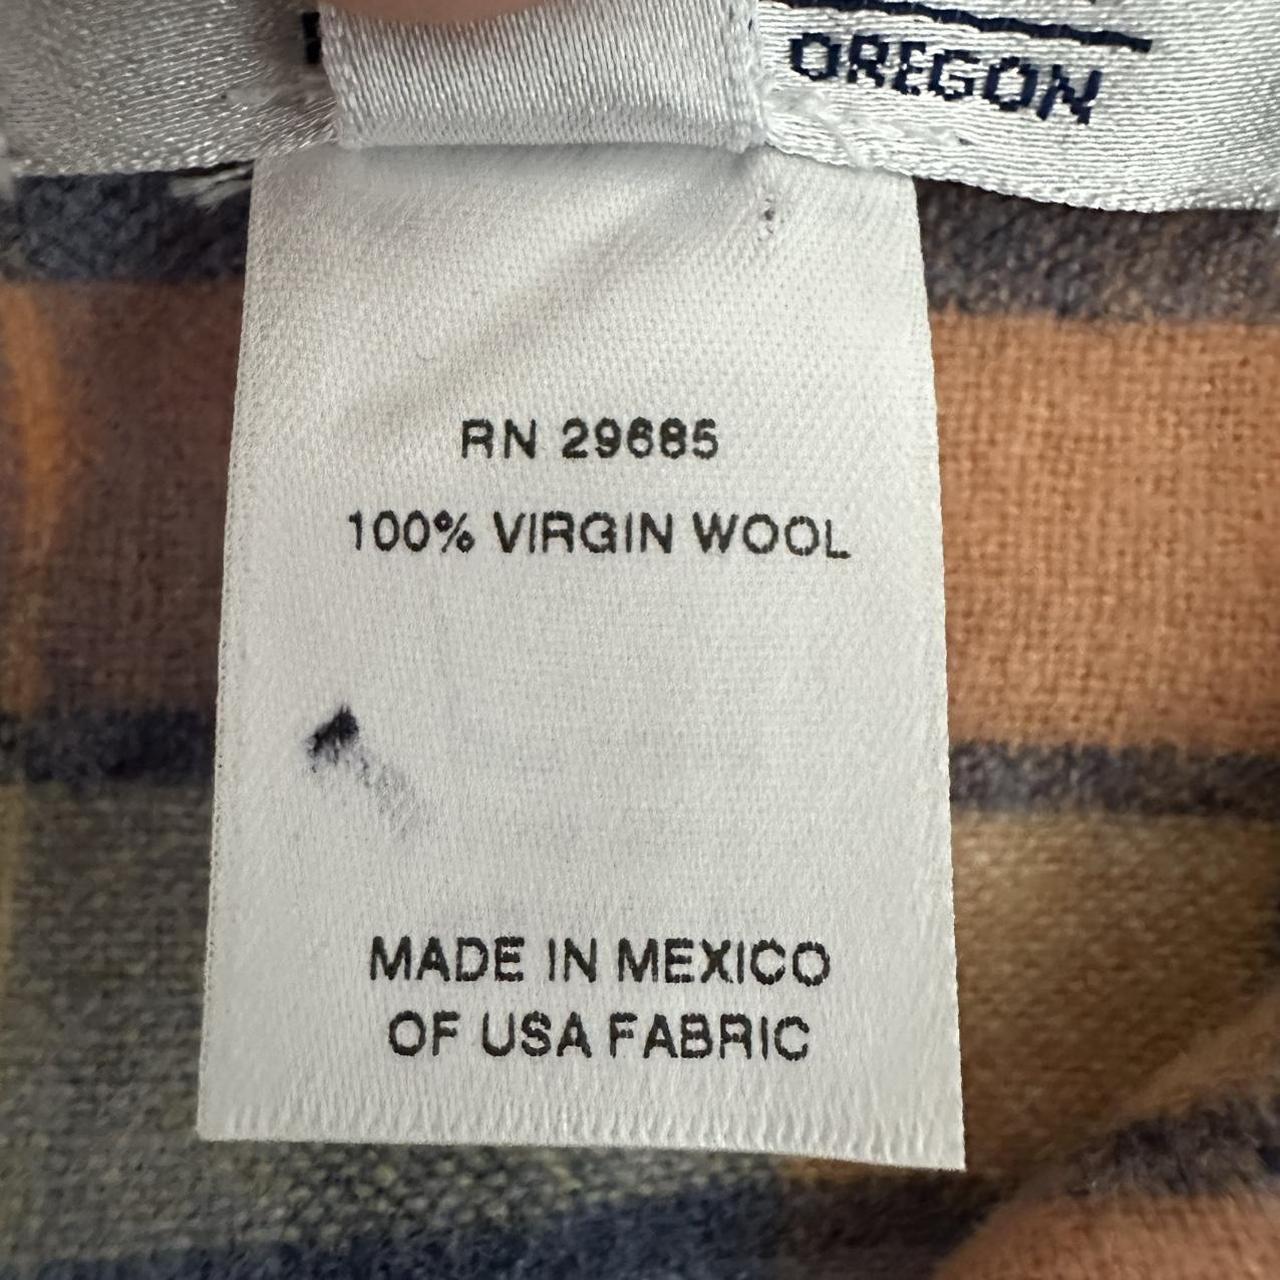 OREGON
RN 29685
100% VIRGIN WOOL
MADE IN MEXICO
OF USA FABRIC